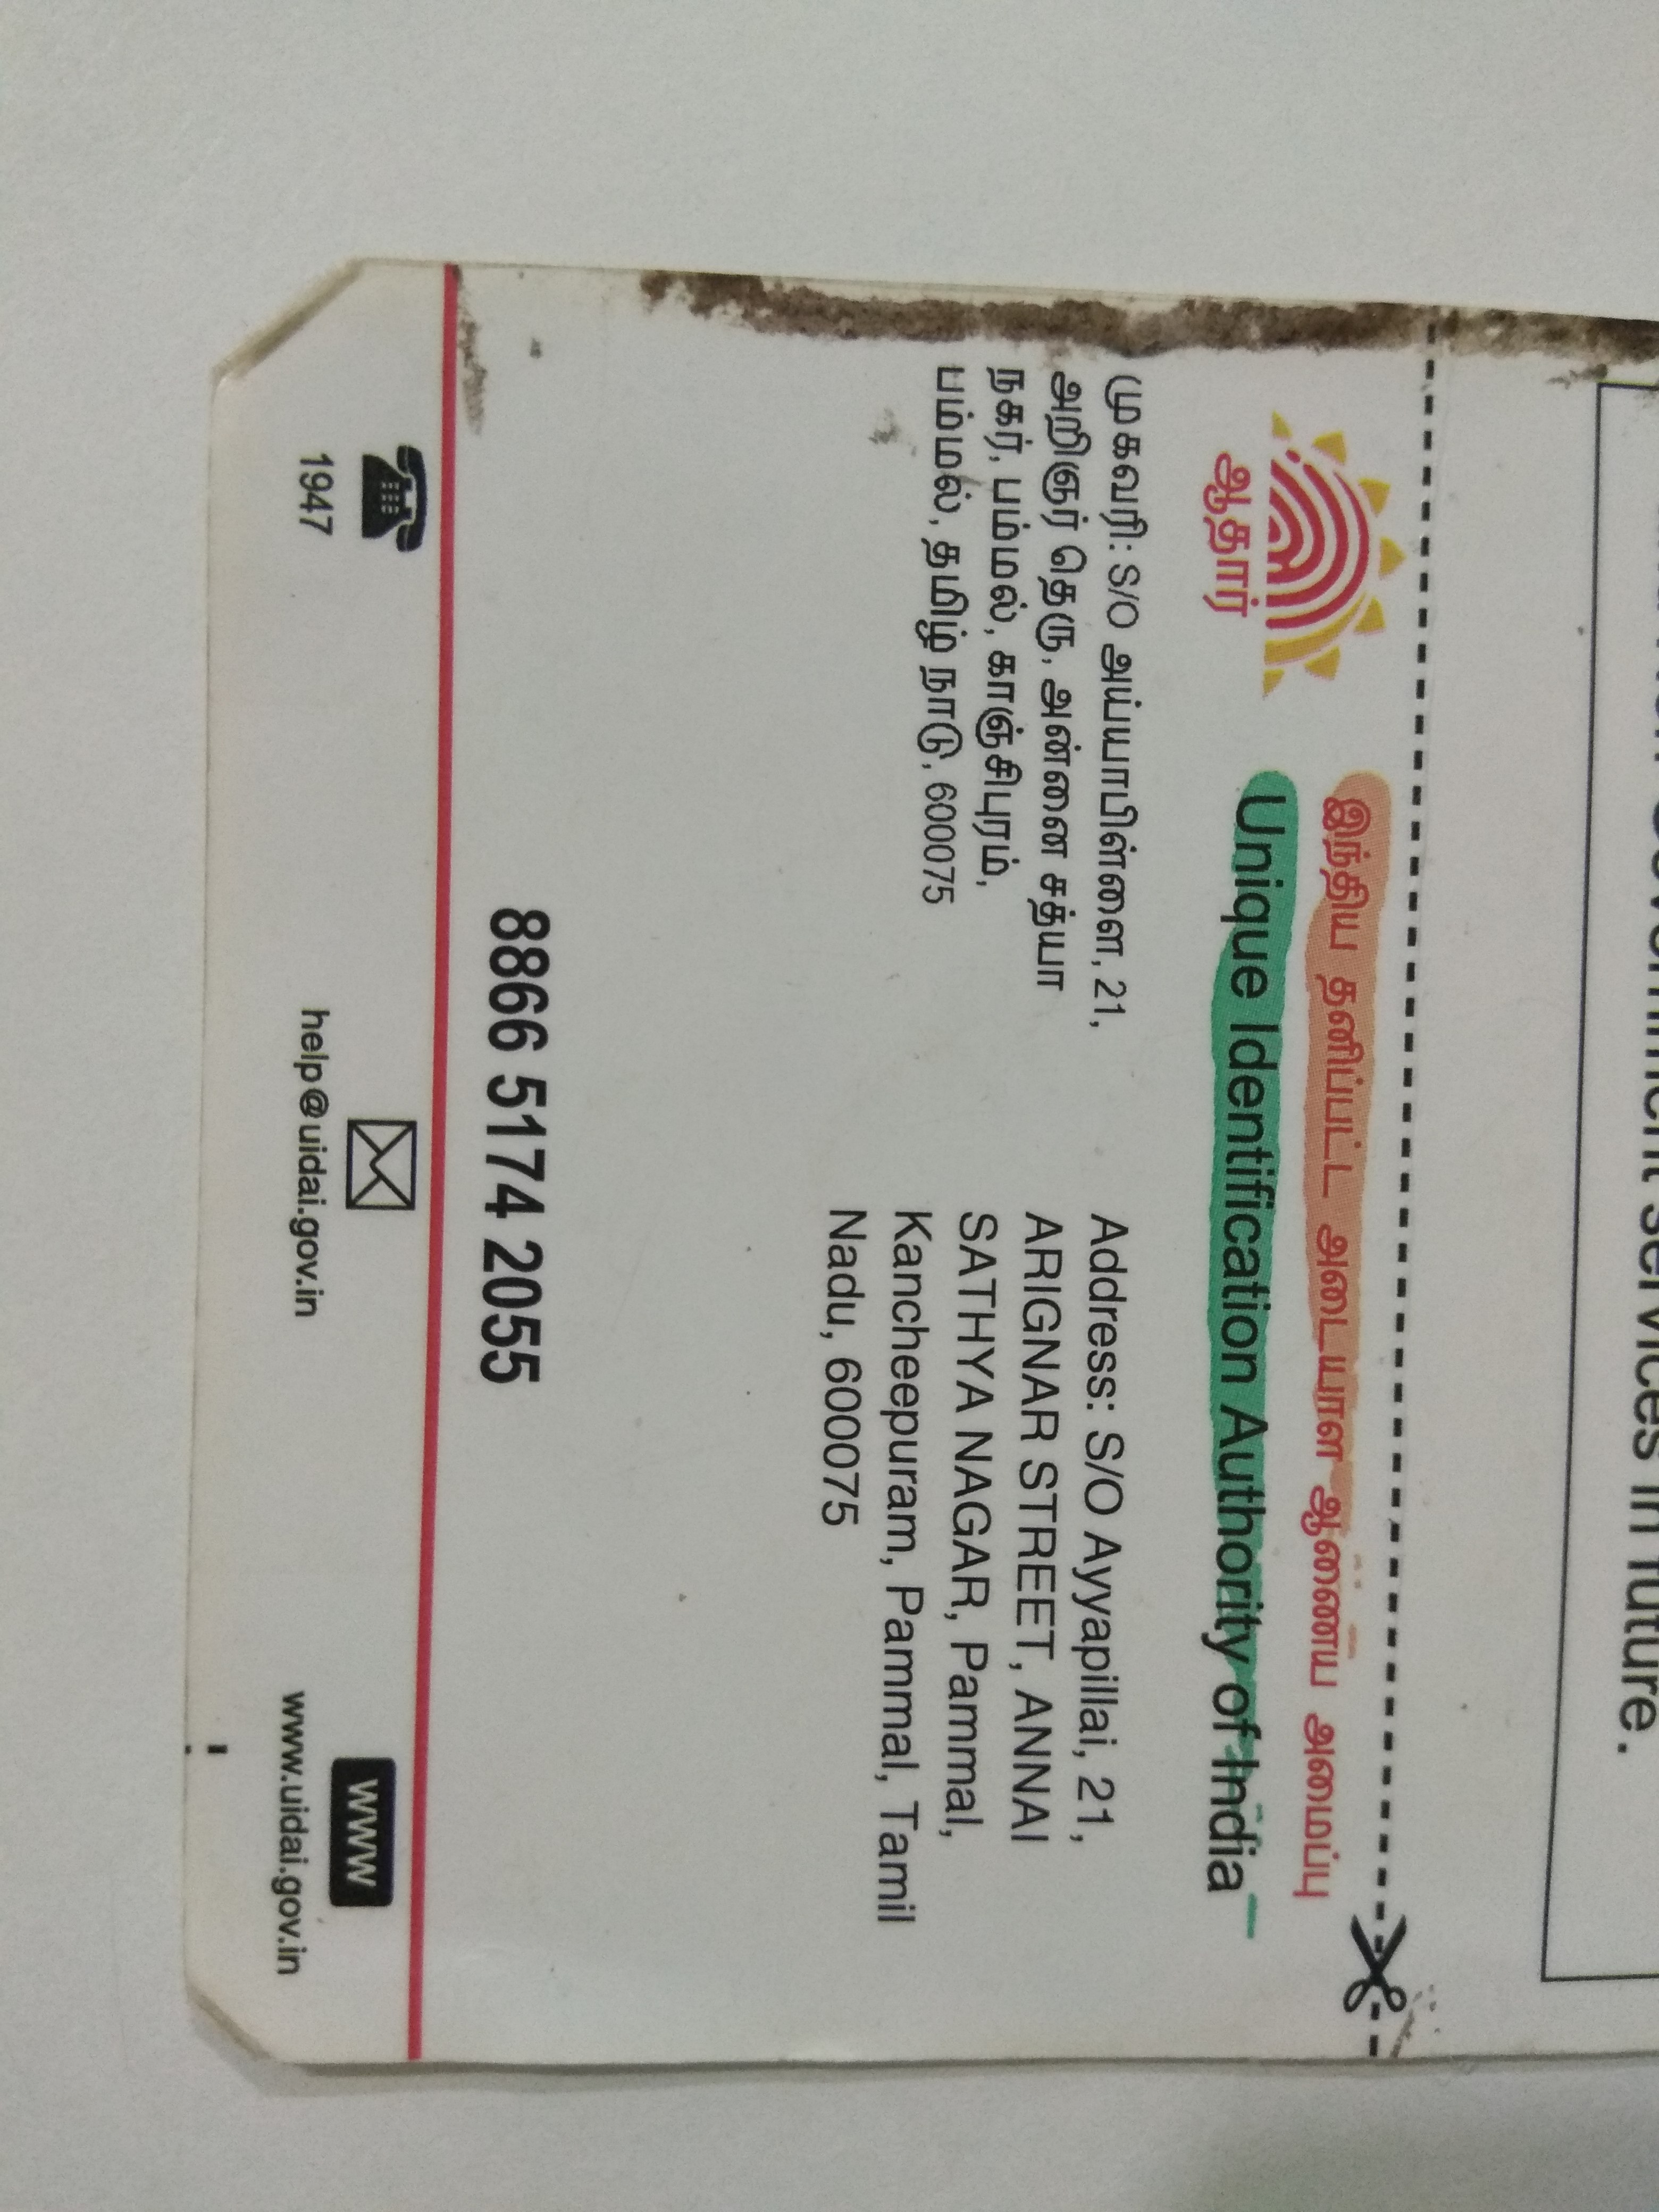 Government services in future.
இந்திய தனிப்பட்ட அடையாள ஆணைய அமைப்பு
Unique Identification Authority of India
ஆதார்
முகவரி: S/O அய்யாபிள்ளை, 21,
அறிஞர் தெரு, அன்னை சத்யா
நகர், பம்மல், காஞ்சிபுரம்,
பம்மல், தமிழ் நாடு, 600075
Address: S/O Ayyapillai, 21,
ARIGNAR STREET, ANNAI
SATHYA NAGAR, Pammal,
Kancheepuram, Pammal, Tamil
Nadu, 600075
8866 5174 2055
1947
help@uidai.gov.in
WWW
www.uidai.gov.in